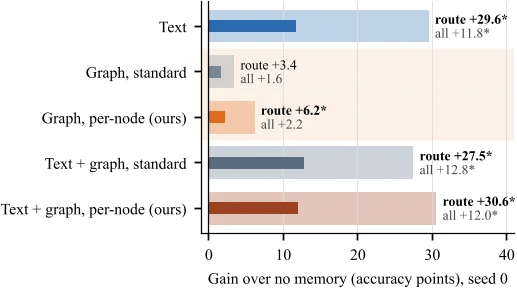 Text
route +29.6*
all +11.8*
Graph, standard
route +3.4
all +1.6
Graph, per-node (ours)
route +6.2*
all +2.2
Text + graph, standard
route +27.5*
all +12.8*
Text + graph, per-node (ours)
route +30.6*
all +12.0*
0 10 20 30 40
Gain over no memory (accuracy points), seed 0